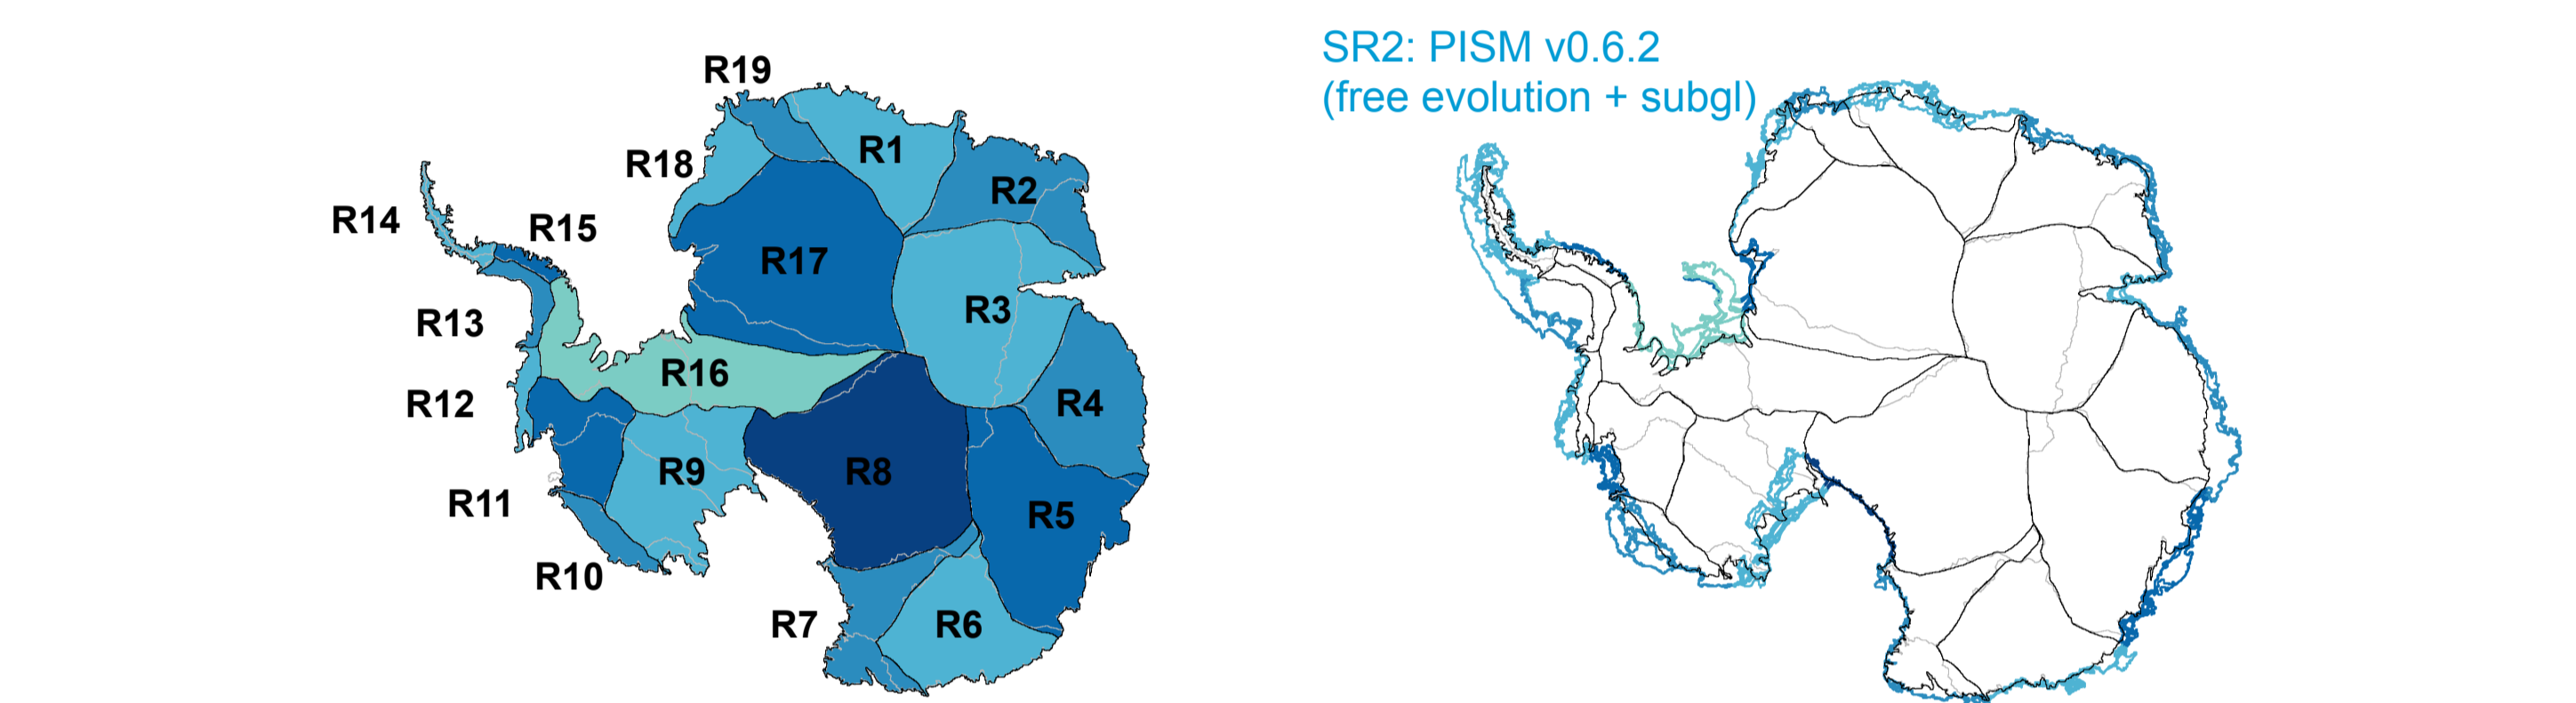 R19
R1
R18
R2
R14
R15
R17
R3
R13
R16
R12
R4
R9
R8
R11
R5
R10
R7
R6
SR2: PISM v0.6.2
(free evolution + subgl)